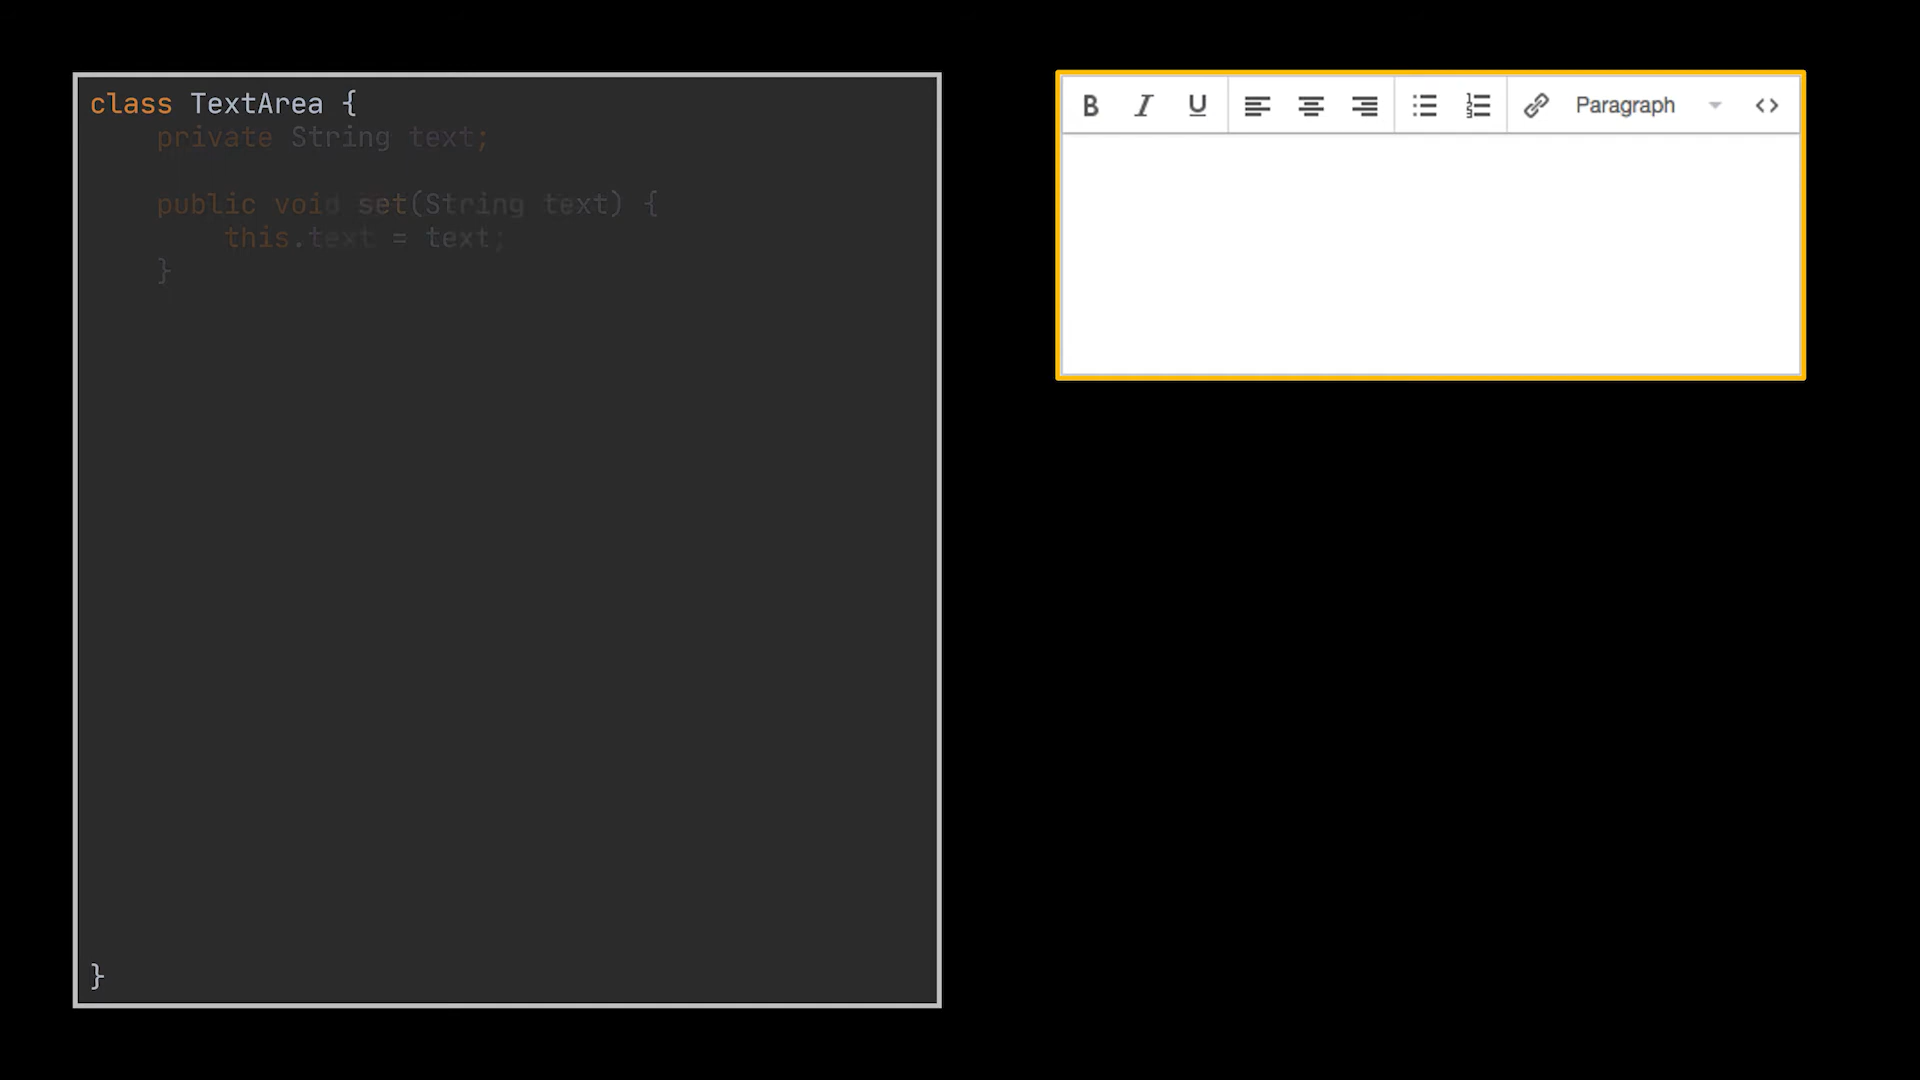 class TextArea {
private String text;
public void set(String text) {
this.text = text;
}
}
B I U Paragraph <>